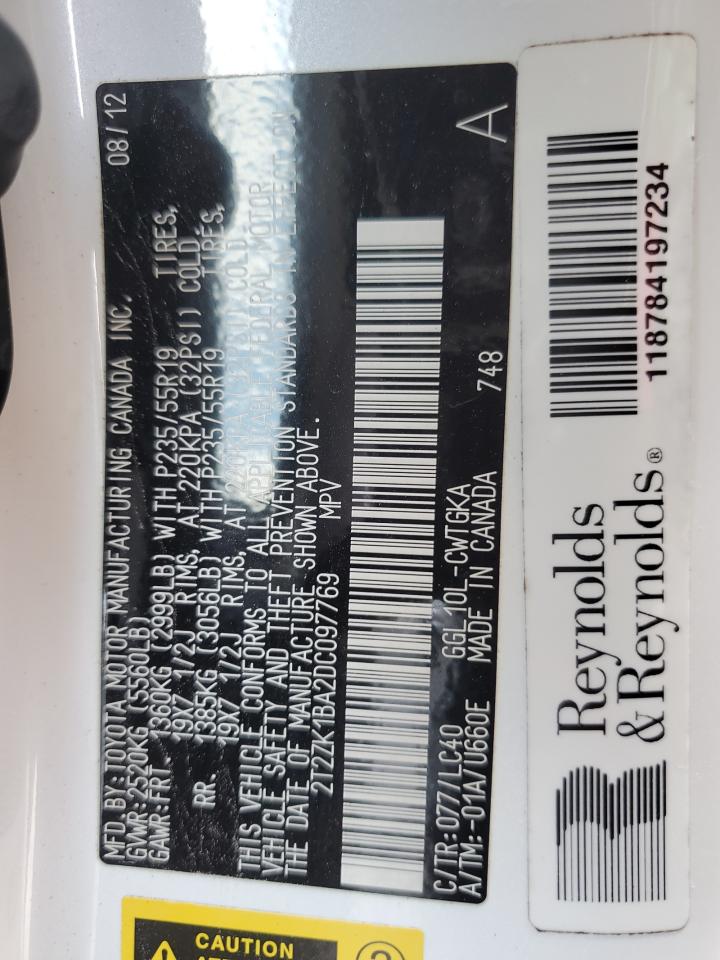 MFD.BY:TOYOTA MOTOR MANUFACTURING CANADA INC. 08/12
GVWR:2520KG (5560LB)
GAWR:FRT. 1360KG (2999LB) WITH P235/55R19 TIRES,
19X7 1/2J RIMS, AT 220KPA (32PSI) COLD
RR. 1385KG (3056LB) WITH P235/55R19 TIRES,
19X7 1/2J RIMS, AT 220KPA (32PSI) COLD
THIS VEHICLE CONFORMS TO ALL APPLICABLE FEDERAL MOTOR
VEHICLE SAFETY AND THEFT PREVENTION STANDARDS IN EFFECT ON
THE DATE OF MANUFACTURE SHOWN ABOVE.
2T2ZK1BA2DC097769 MPV
C/TR:077/LC40 GGL10L-CWTGKA
A/TM:-01A/U660E MADE IN CANADA 748 A
Reynolds
& Reynolds®
118784197234
CAUTION